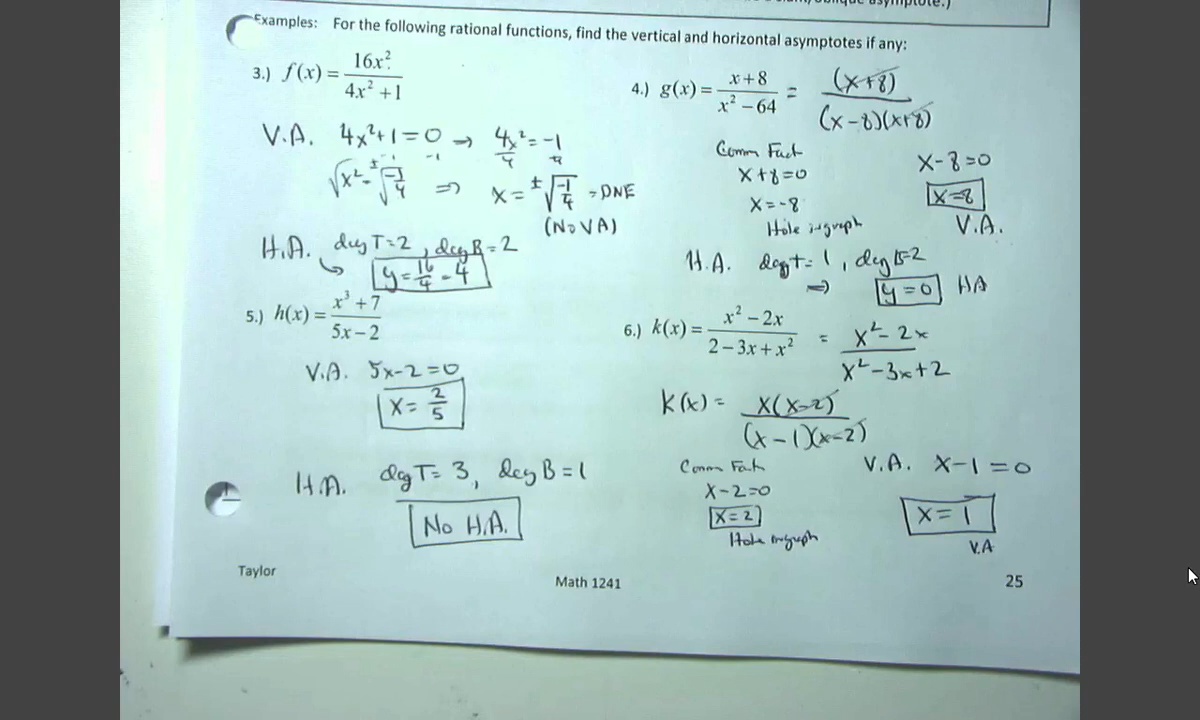 Examples: For the following rational functions, find the vertical and horizontal asymptotes if any:
3.) f(x) = 16x² / 4x² + 1
V.A. 4x²+1=0 → 4x²/4 = -1/4
-1 -1
√x² = ±√-1/4 ⇒ x = ±√-1/4 = DNE
(No VA)
H.A. deg T=2, deg B=2
y = 16/4 = 4
4.) g(x) = x+8 / x² − 64 = (x+8) / (x−8)(x+8)
Comm Fact
x+8=0
x=-8
Hole in graph
x-8=0
x=8
V.A.
H.A. deg T=1, deg B=2
⇒ y=0 HA
5.) h(x) = x³ + 7 / 5x − 2
V.A. 5x-2=0
x = 2/5
H.A. deg T=3, deg B=1
No H.A.
6.) k(x) = x² − 2x / 2 − 3x + x² = x²-2x / x²-3x+2
K(x) = x(x-2) / (x-1)(x-2)
Comm Fact
x-2=0
x=2
Hole in graph
V.A. x-1=0
x=1
V.A
Taylor
Math 1241
25